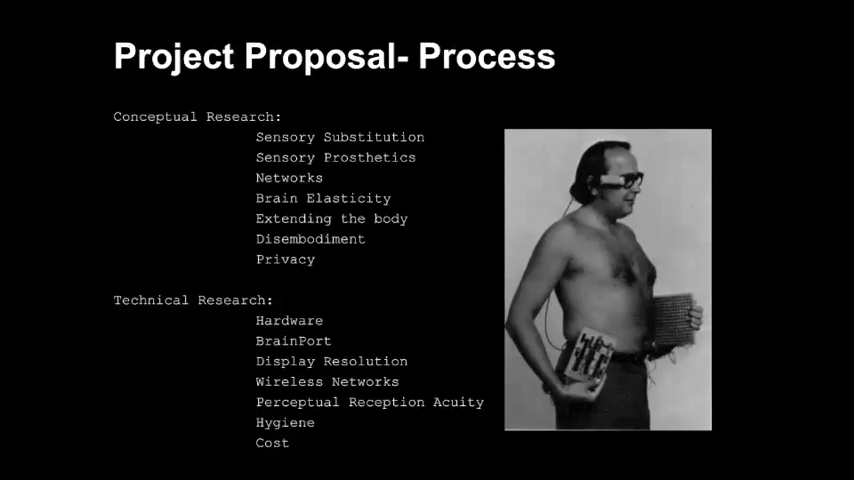 Project Proposal- Process
Conceptual Research:
Sensory Substitution
Sensory Prosthetics
Networks
Brain Elasticity
Extending the body
Disembodiment
Privacy
Technical Research:
Hardware
BrainPort
Display Resolution
Wireless Networks
Perceptual Reception Acuity
Hygiene
Cost